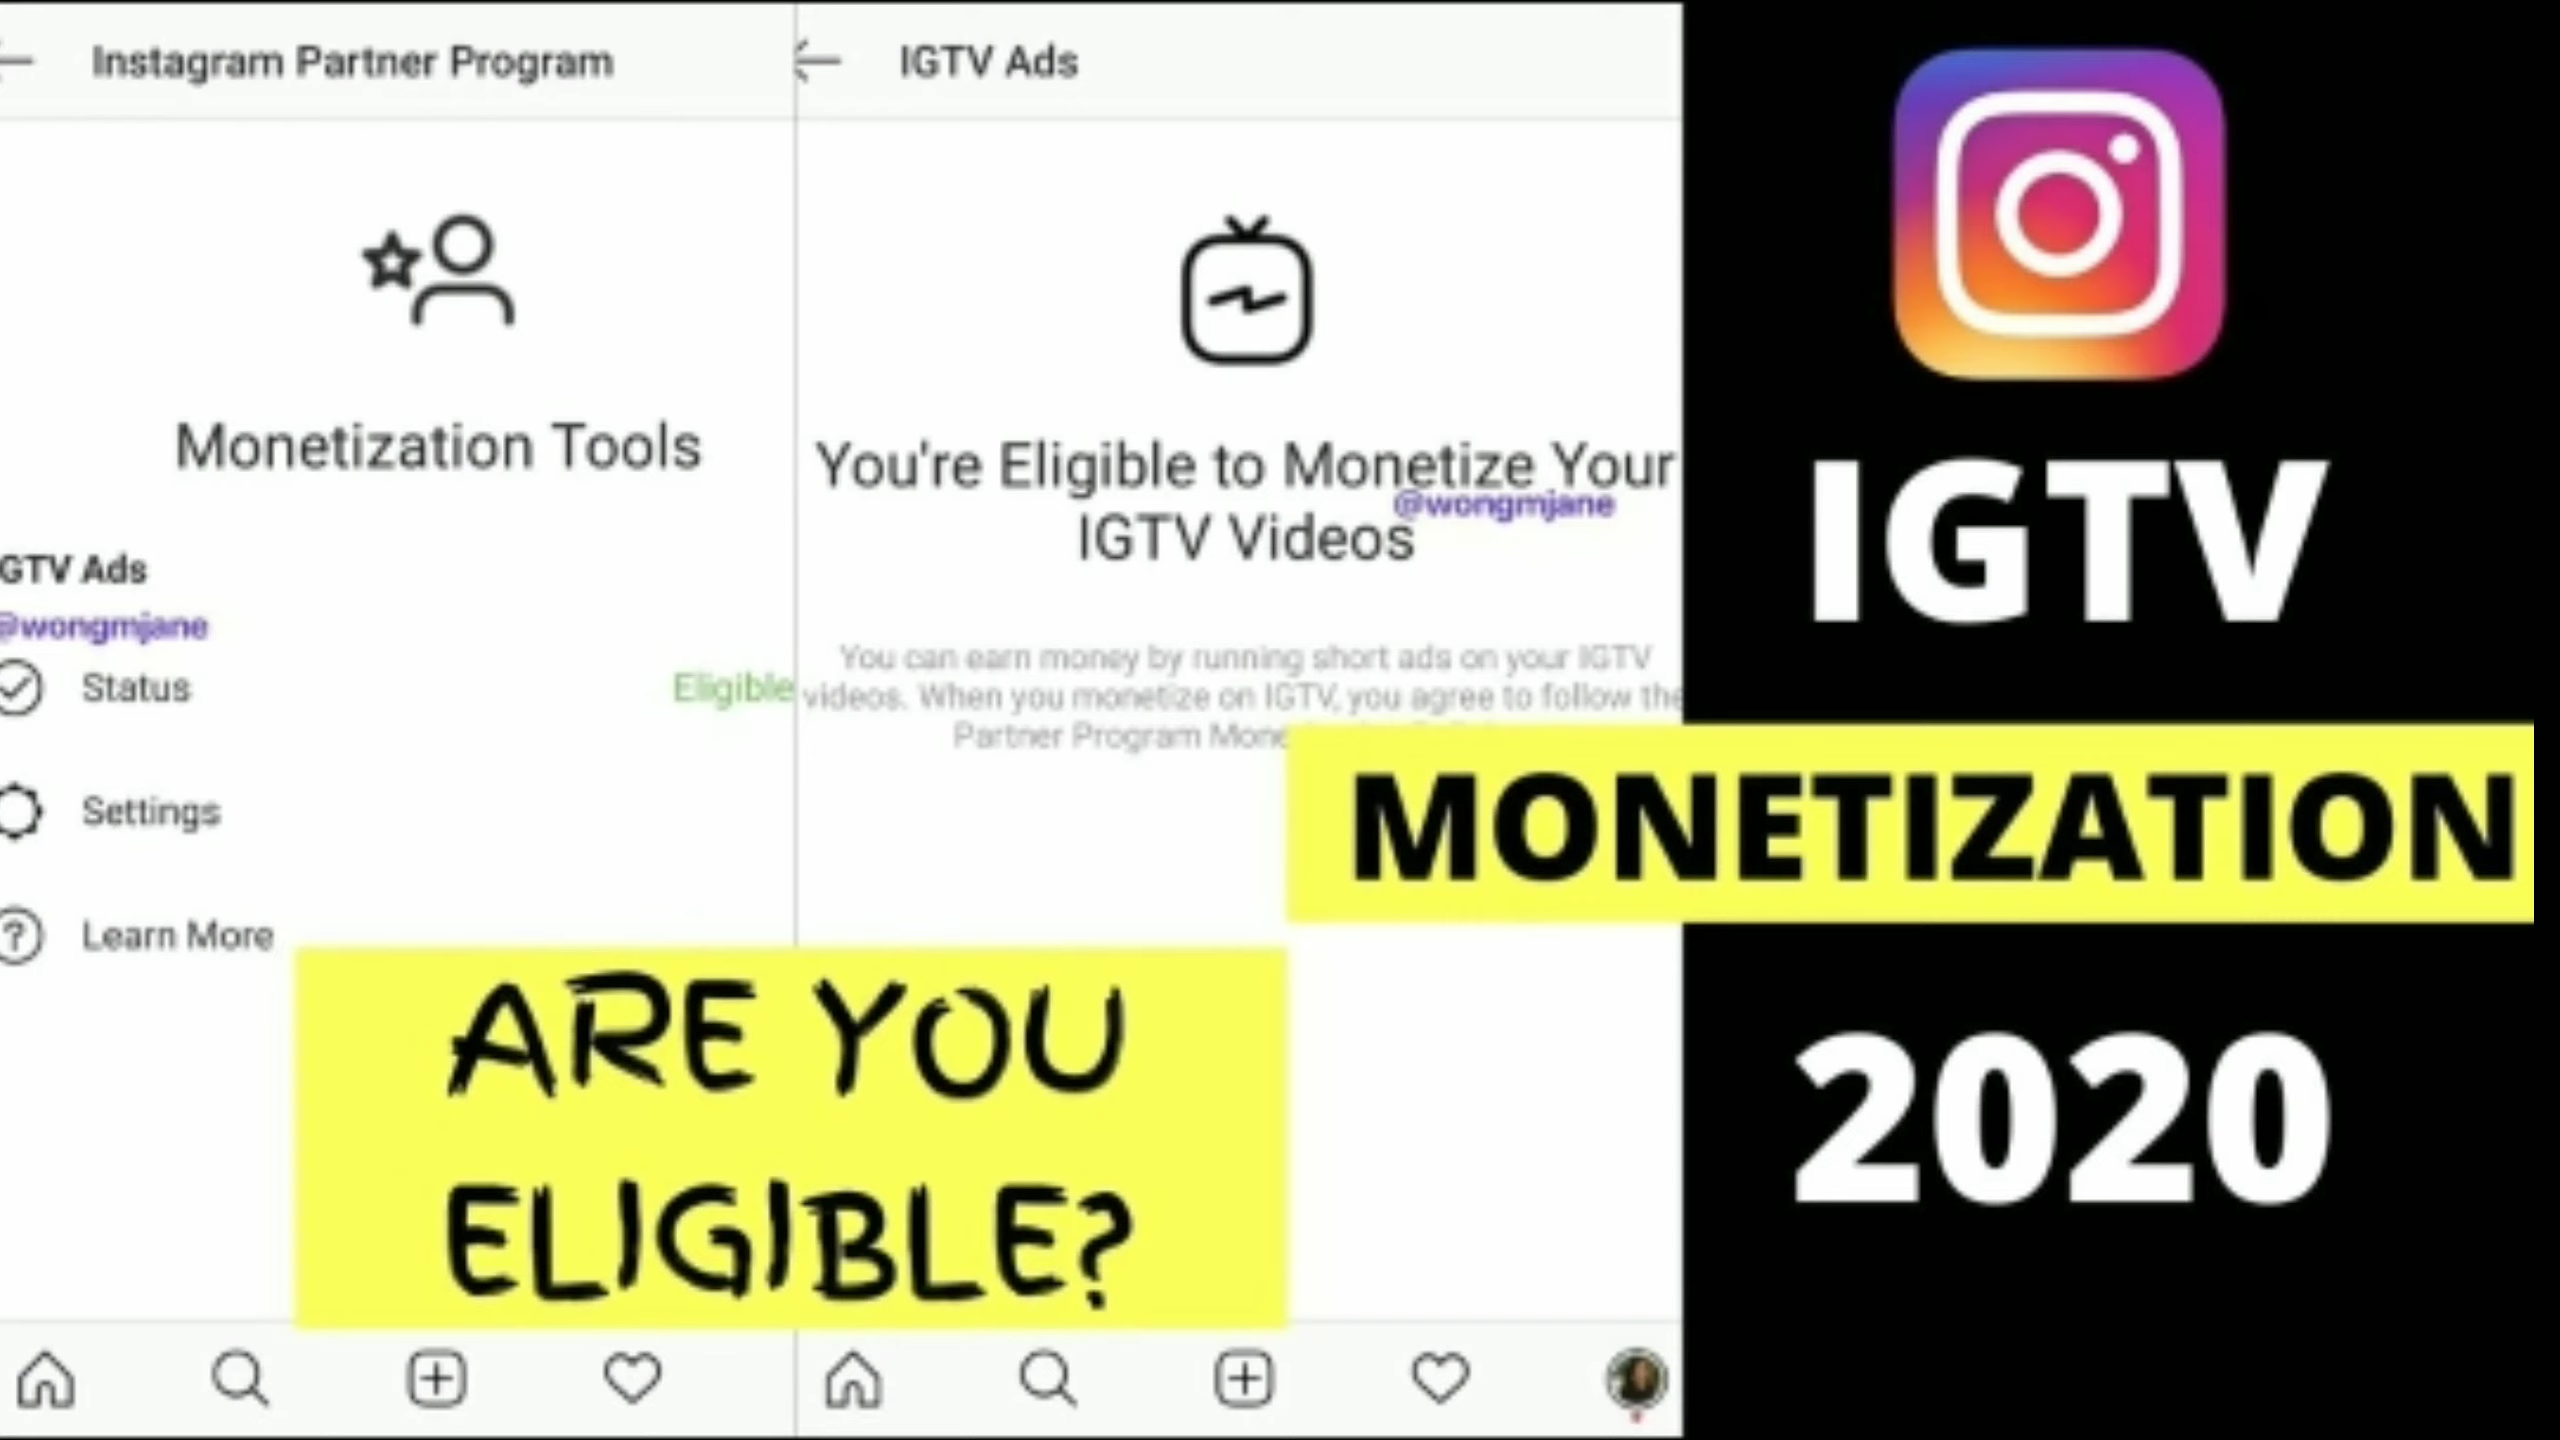 Instagram Partner Program
Monetization Tools
GTV Ads
@wongmjane
Status
Eligible
Settings
Learn More
IGTV Ads
You're Eligible to Monetize Your
@wongmjane
IGTV Videos
You can earn money by running short ads on your IGTV
videos. When you monetize on IGTV, you agree to follow the
Partner Program Mone
ARE YOU
ELIGIBLE?
IGTV
MONETIZATION
2020